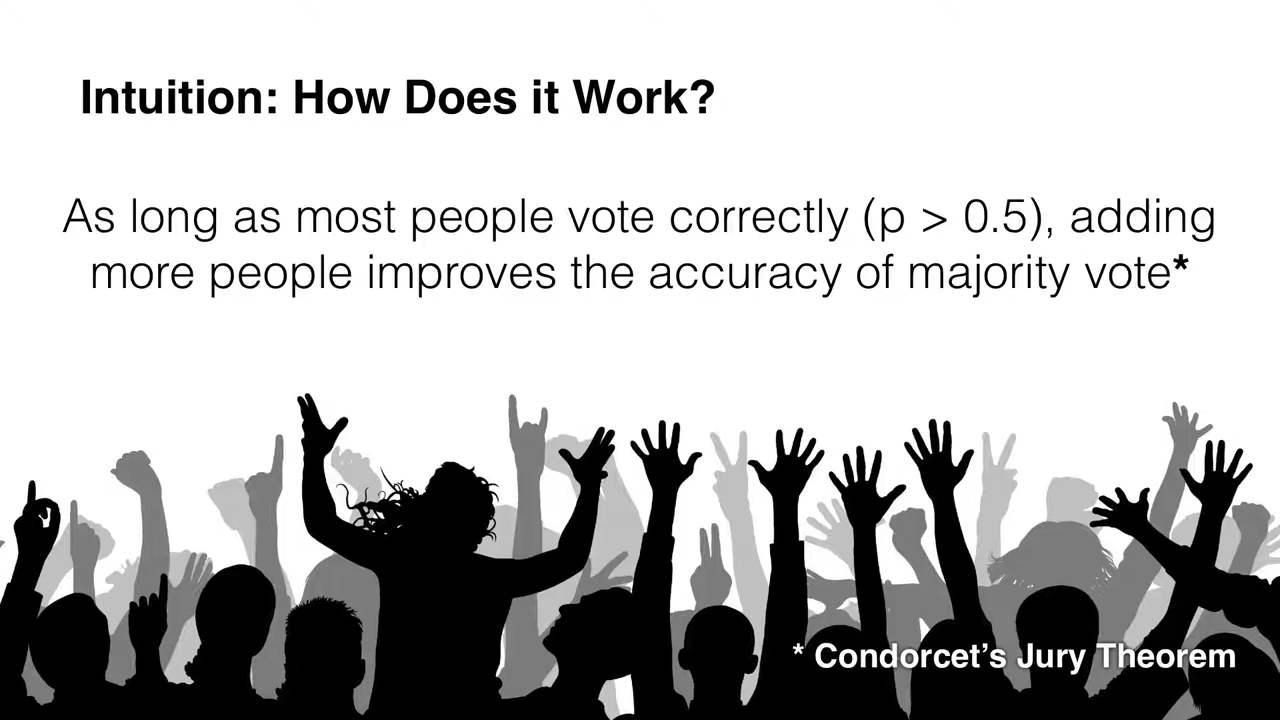 Intuition: How Does it Work?
As long as most people vote correctly (p > 0.5), adding
more people improves the accuracy of majority vote*
* Condorcet’s Jury Theorem